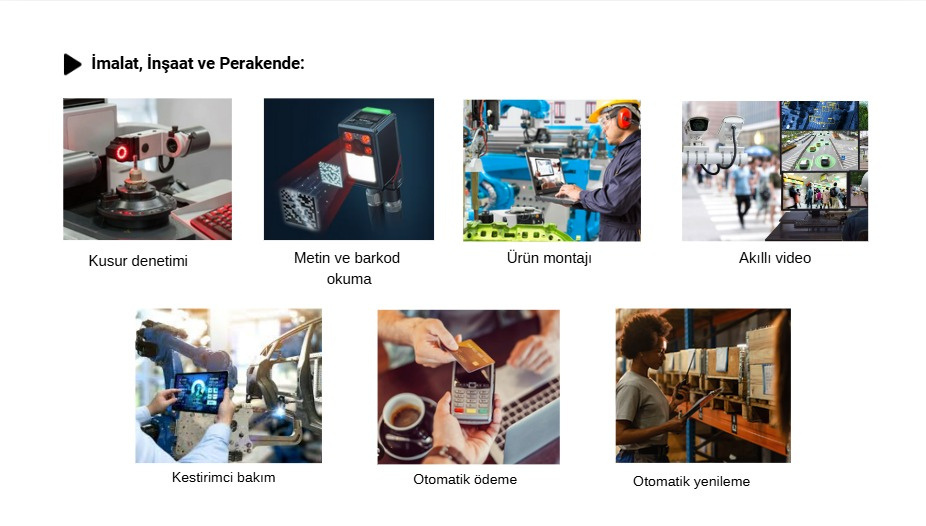 İmalat, İnşaat ve Perakende:
Kusur denetimi
Metin ve barkod
okuma
Ürün montajı
Akıllı video
Kestirimci bakım
Otomatik ödeme
Otomatik yenileme